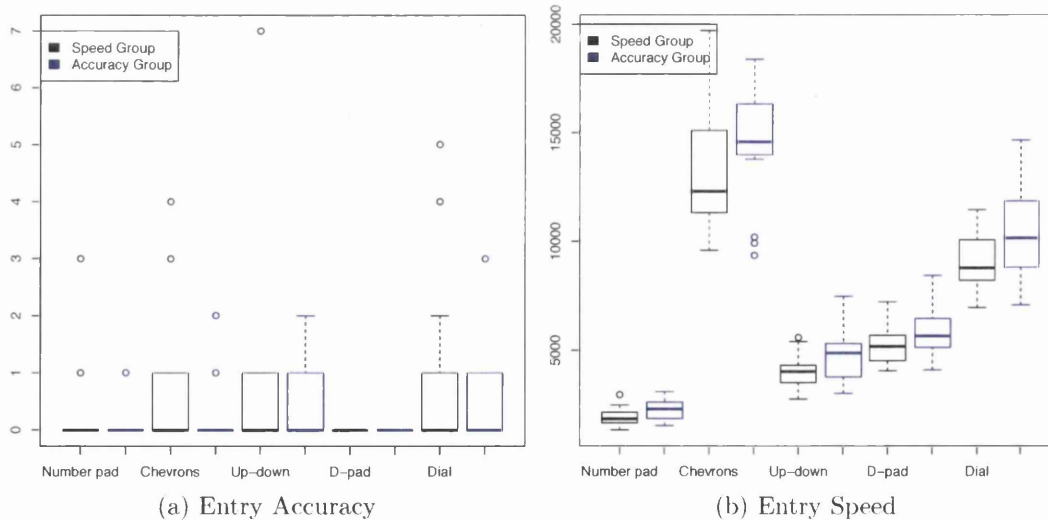 7
6
5
4
3
2
1
0
Speed Group
Accuracy Group
Number pad Chevrons Up-down D-pad Dial
(a) Entry Accuracy
20000
15000
10000
5000
Speed Group
Accuracy Group
Number pad Chevrons Up-down D-pad Dial
(b) Entry Speed